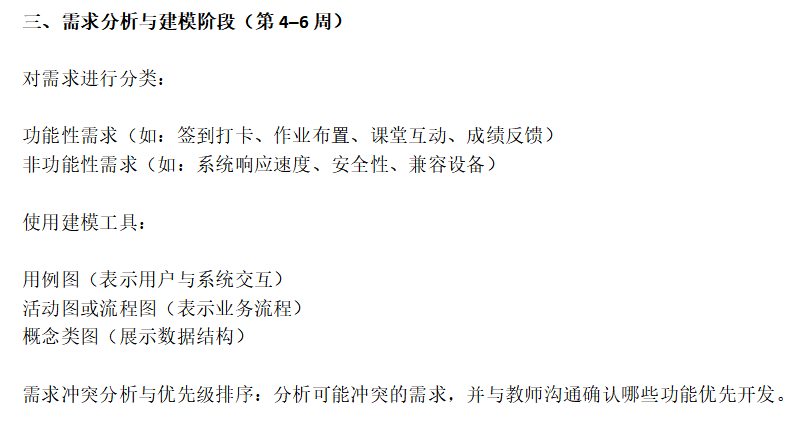 三、需求分析与建模阶段（第 4–6 周）
对需求进行分类：
功能性需求（如：签到打卡、作业布置、课堂互动、成绩反馈）
非功能性需求（如：系统响应速度、安全性、兼容设备）
使用建模工具：
用例图（表示用户与系统交互）
活动图或流程图（表示业务流程）
概念类图（展示数据结构）
需求冲突分析与优先级排序：分析可能冲突的需求，并与教师沟通确认哪些功能优先开发。